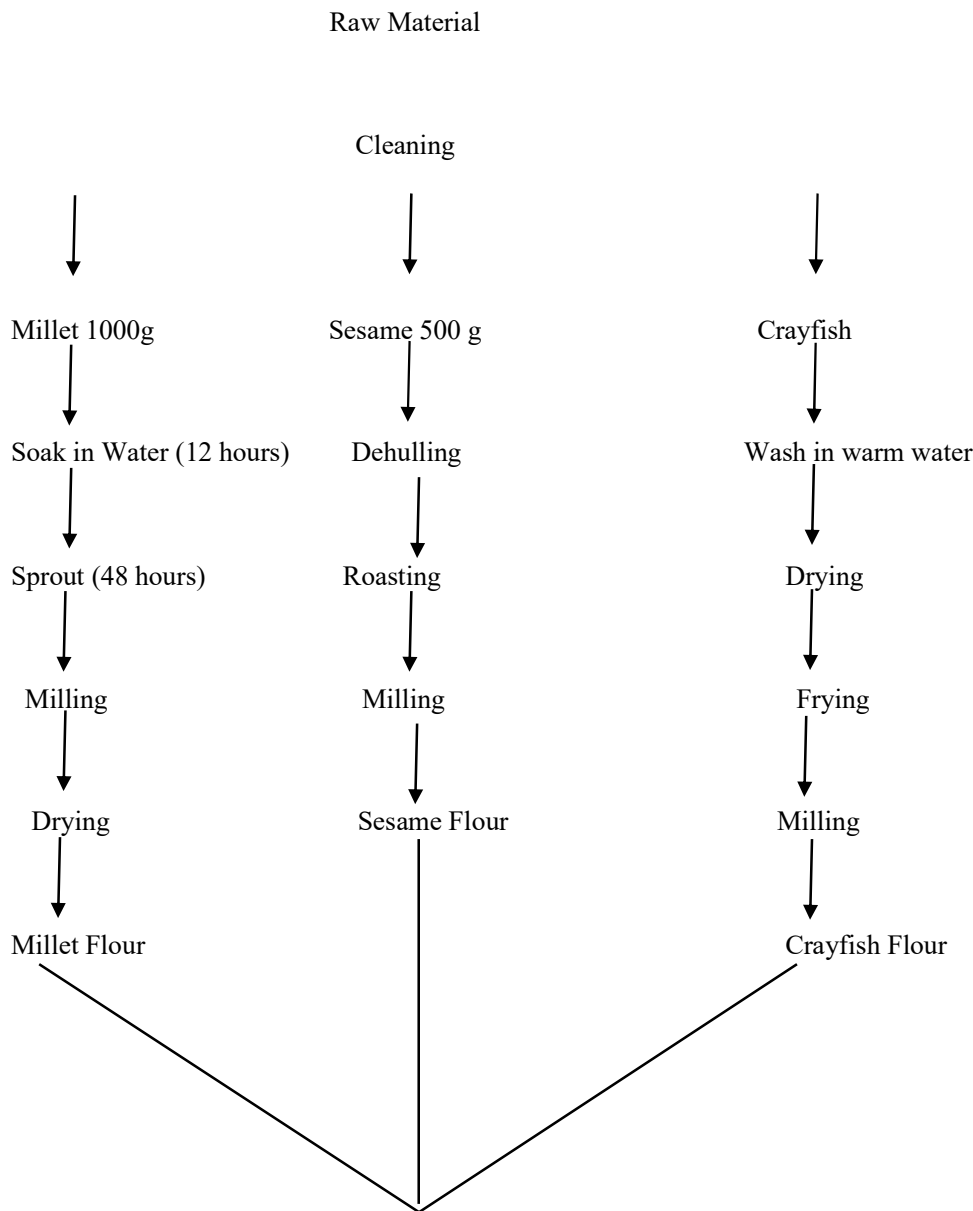 Raw Material
Cleaning
Millet 1000g
Sesame 500 g
Crayfish
Soak in Water (12 hours)
Dehulling
Wash in warm water
Sprout (48 hours)
Roasting
Drying
Milling
Milling
Frying
Drying
Sesame Flour
Milling
Millet Flour
Crayfish Flour